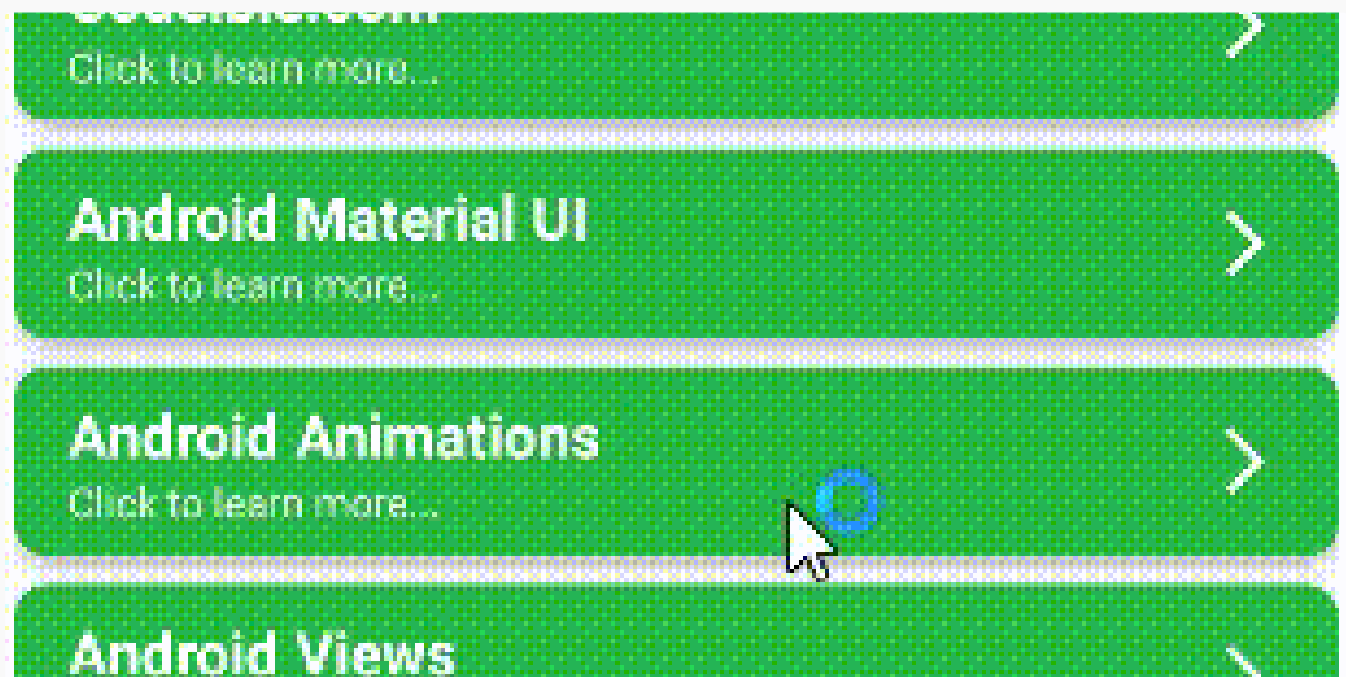 Click to learn more...
Android Material UI
Click to learn more...
Android Animations
Click to learn more...
Android Views